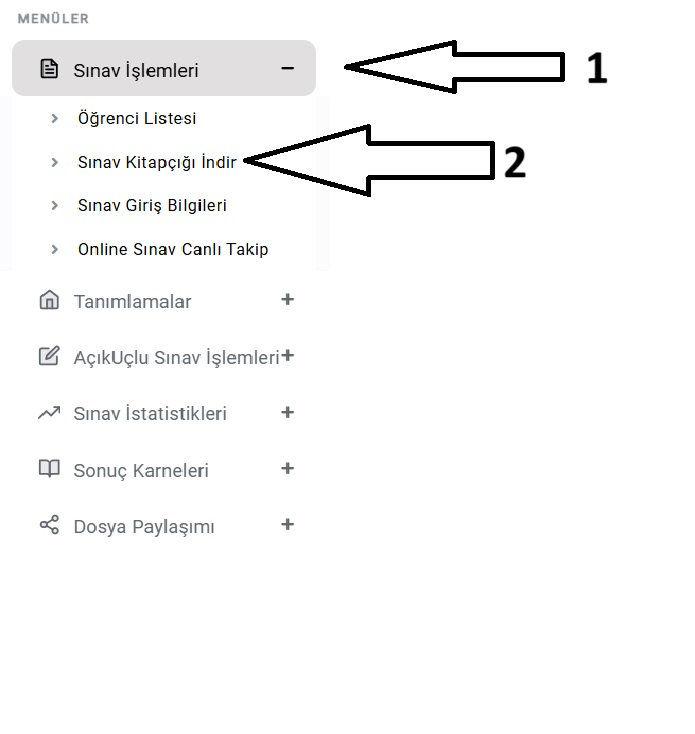 MENÜLER
Sınav İşlemleri − 1
Öğrenci Listesi
Sınav Kitapçığı İndir 2
Sınav Giriş Bilgileri
Online Sınav Canlı Takip
Tanımlamalar +
AçıkUçlu Sınav İşlemleri+
Sınav İstatistikleri +
Sonuç Karneleri +
Dosya Paylaşımı +